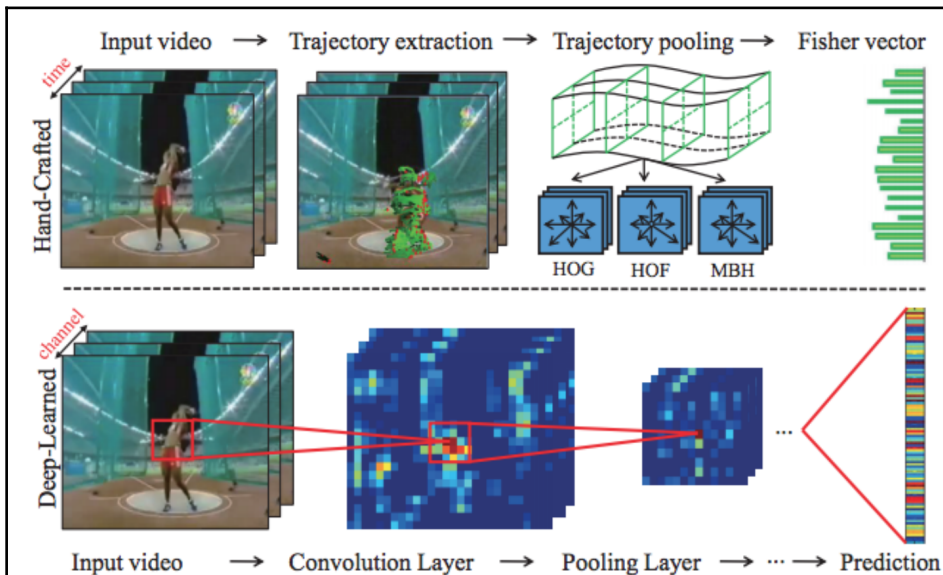 Input video → Trajectory extraction → Trajectory pooling → Fisher vector
time
Hand-Crafted
HOG HOF MBH
channel
Deep-Learned
...
Input video → Convolution Layer → Pooling Layer → ... → Prediction